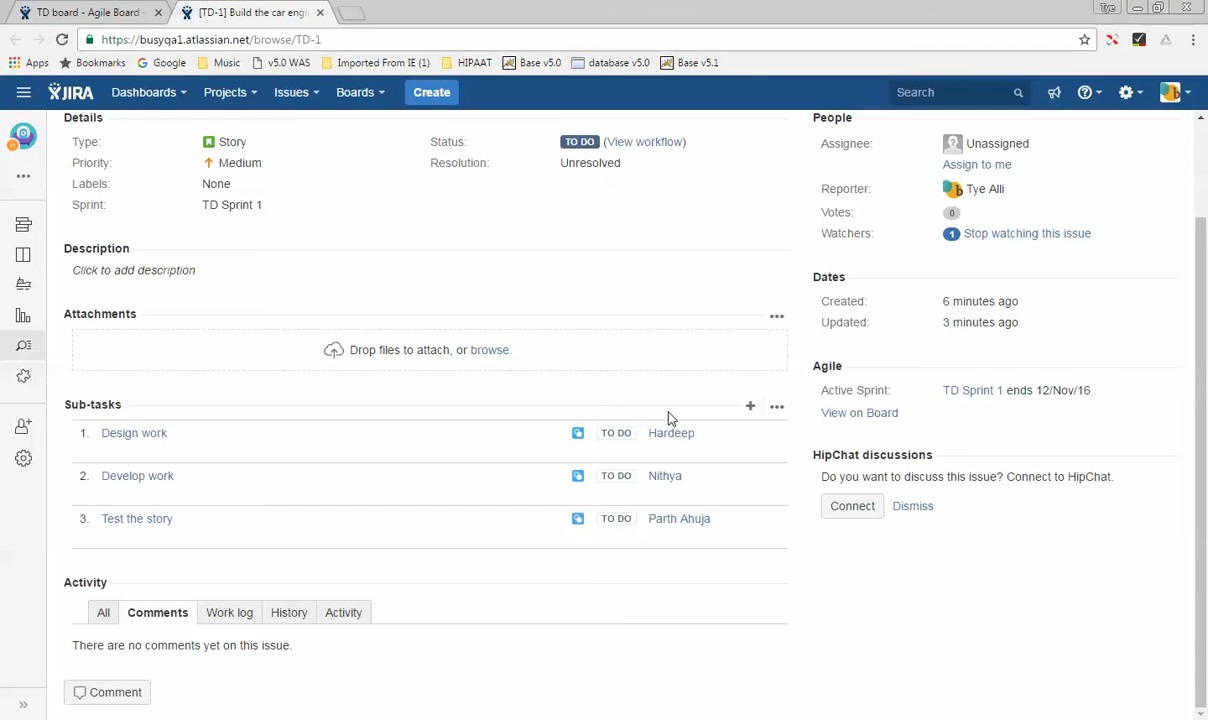 TD board - Agile Board -
[TD-1] Build the car engi
Tye
https://busyqa1.atlassian.net/browse/TD-1
Apps Bookmarks Google Music v5.0 WAS Imported From IE (1) HIPAAT Base v5.0 database v5.0 Base v5.1
JIRA Dashboards Projects Issues Boards Create Search
Details
Type: Story Status: TO DO (View workflow)
Priority: Medium Resolution: Unresolved
Labels: None
Sprint: TD Sprint 1
Description
Click to add description
Attachments
Drop files to attach, or browse.
Sub-tasks
1. Design work TO DO Hardeep
2. Develop work TO DO Nithya
3. Test the story TO DO Parth Ahuja
Activity
All Comments Work log History Activity
There are no comments yet on this issue.
Comment
People
Assignee: Unassigned
Assign to me
Reporter: Tye Alli
Votes: 0
Watchers: 1 Stop watching this issue
Dates
Created: 6 minutes ago
Updated: 3 minutes ago
Agile
Active Sprint: TD Sprint 1 ends 12/Nov/16
View on Board
HipChat discussions
Do you want to discuss this issue? Connect to HipChat.
Connect Dismiss